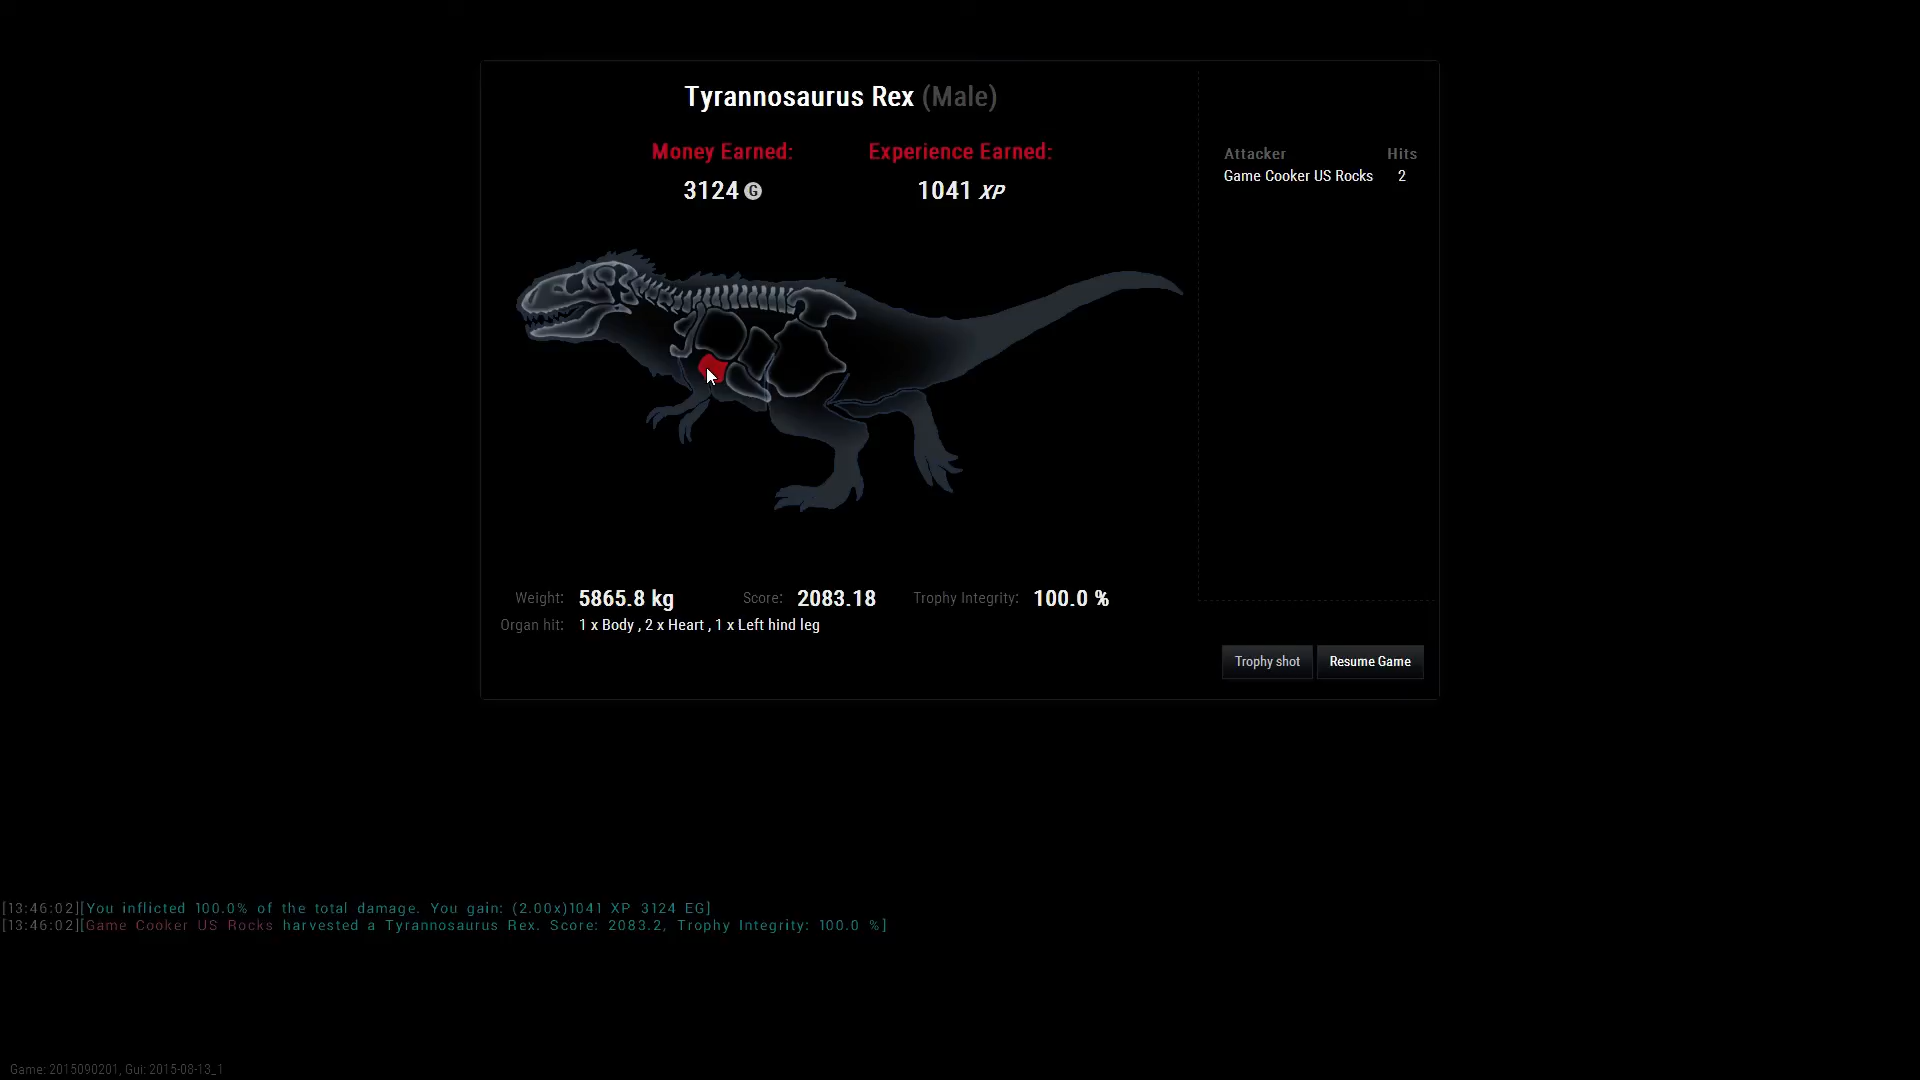 Tyrannosaurus Rex (Male)
Money Earned: Experience Earned:
3124 G 1041 XP
Attacker Hits
Game Cooker US Rocks 2
Weight: 5865.8 kg Score: 2083.18 Trophy Integrity: 100.0 %
Organ hit: 1 x Body , 2 x Heart , 1 x Left hind leg
Trophy shot Resume Game
[13:46:02][You inflicted 100.0% of the total damage. You gain: (2.00x)1041 XP 3124 EG]
[13:46:02][Game Cooker US Rocks harvested a Tyrannosaurus Rex. Score: 2083.2, Trophy Integrity: 100.0 %]
Game: 2015090201, Gui: 2015-08-13_1